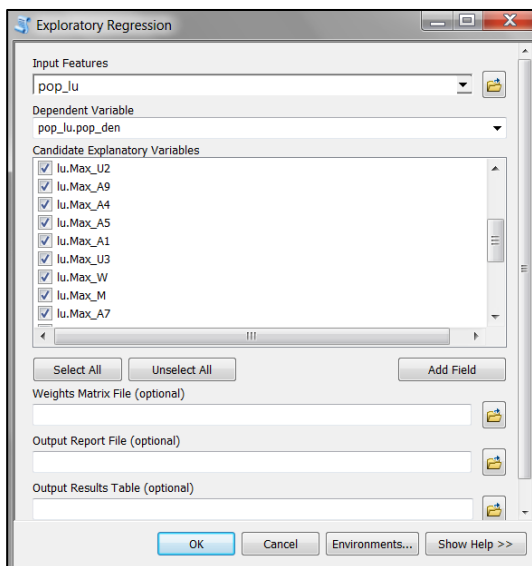 Exploratory Regression
Input Features
pop_lu
Dependent Variable
pop_lu.pop_den
Candidate Explanatory Variables
lu.Max_U2
lu.Max_A9
lu.Max_A4
lu.Max_A5
lu.Max_A1
lu.Max_U3
lu.Max_W
lu.Max_M
lu.Max_A7
Select All Unselect All Add Field
Weights Matrix File (optional)
Output Report File (optional)
Output Results Table (optional)
OK Cancel Environments... Show Help >>